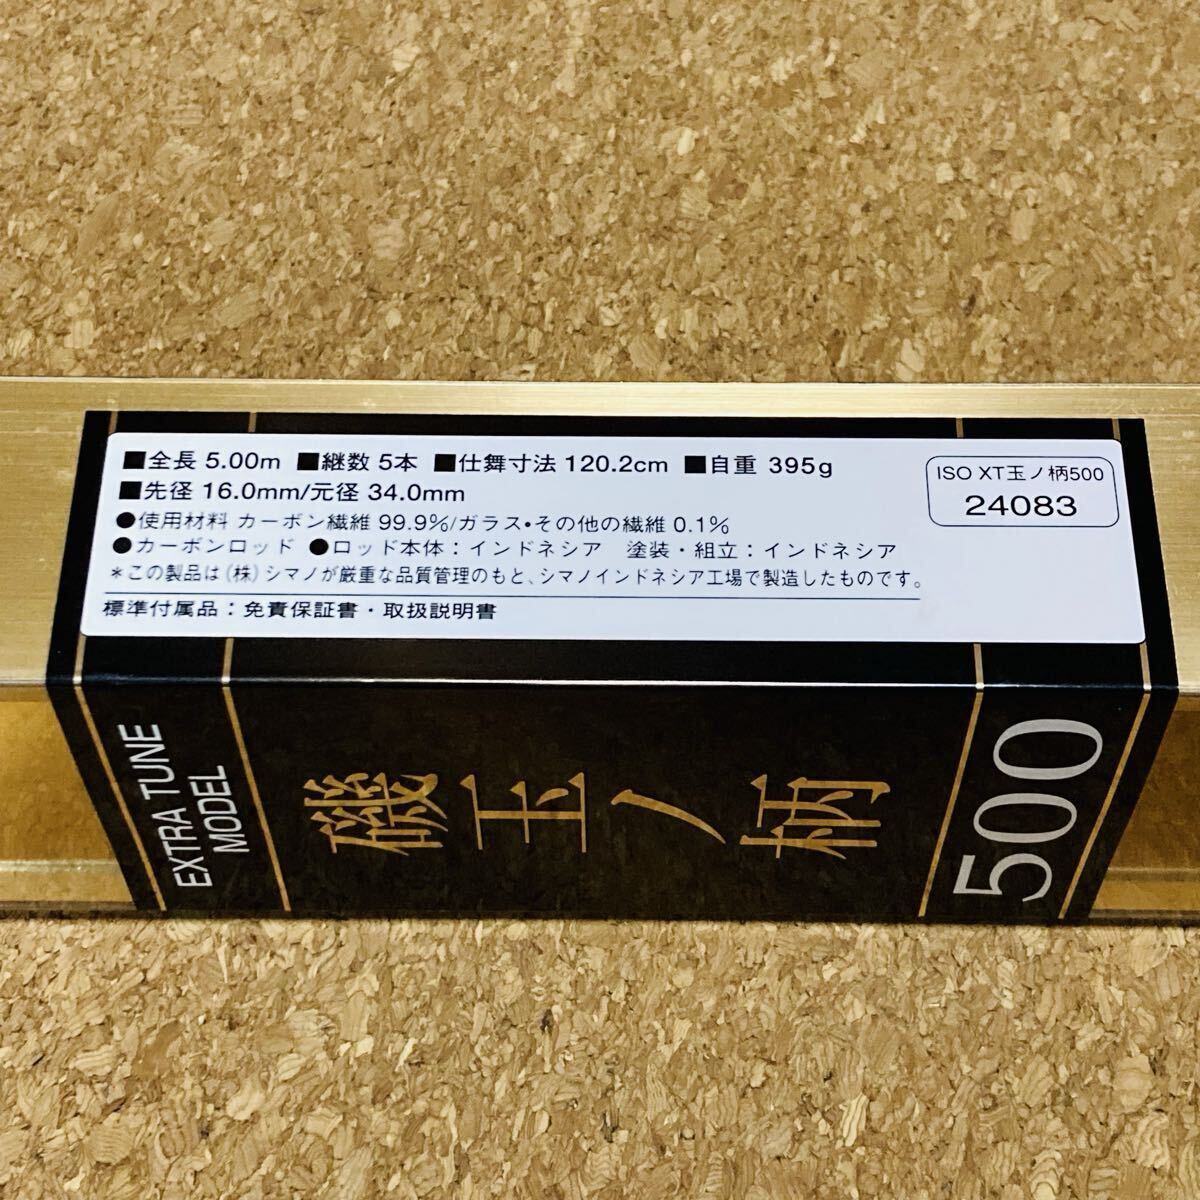 ■全長 5.00m ■継数 5本 ■仕舞寸法 120.2cm ■自重 395g
■先径 16.0mm/元径 34.0mm
●使用材料 カーボン繊維 99.9%/ガラス•その他の繊維 0.1%
●カーボンロッド ●ロッド本体：インドネシア 塗装・組立：インドネシア
＊この製品は(株)シマノが厳重な品質管理のもと、シマノインドネシア工場で製造したものです。
標準付属品：免責保証書・取扱説明書
ISO XT玉ノ柄500
24083
EXTRA TUNE
MODEL
磯玉ノ柄
500